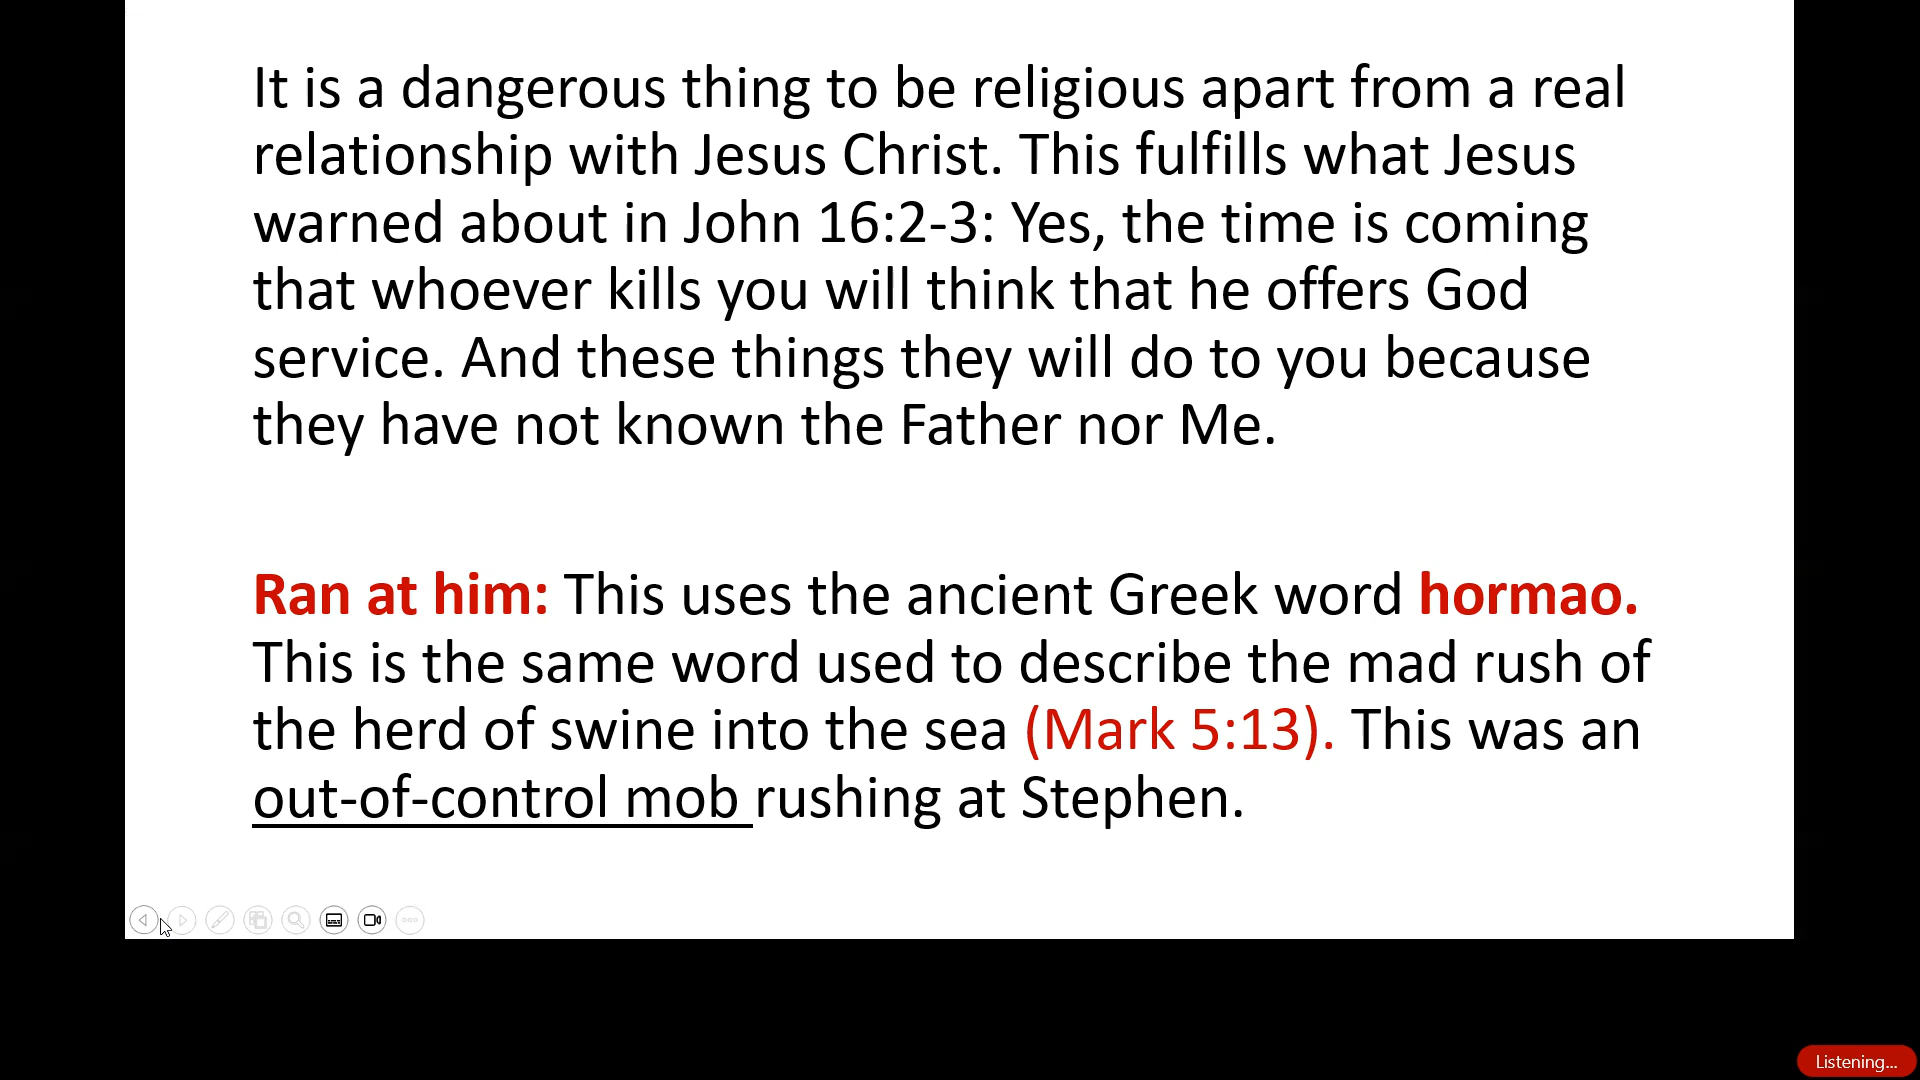 It is a dangerous thing to be religious apart from a real
relationship with Jesus Christ. This fulfills what Jesus
warned about in John 16:2-3: Yes, the time is coming
that whoever kills you will think that he offers God
service. And these things they will do to you because
they have not known the Father nor Me.
Ran at him: This uses the ancient Greek word hormao.
This is the same word used to describe the mad rush of
the herd of swine into the sea (Mark 5:13). This was an
out-of-control mob rushing at Stephen.
Listening...